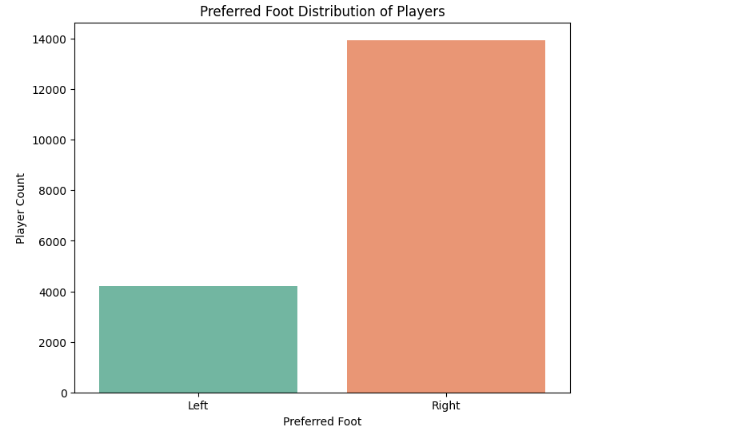 Preferred Foot Distribution of Players
Player Count
14000
12000
10000
8000
6000
4000
2000
0
Left
Right
Preferred Foot